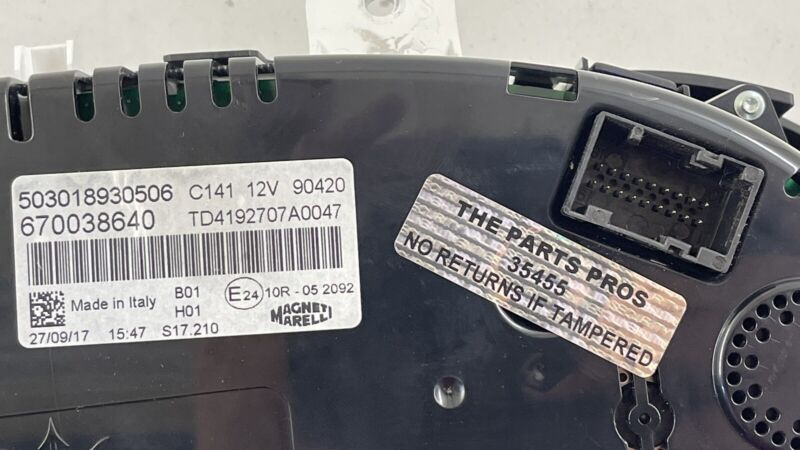 503018930506 C141 12V 90420
670038640 TD4192707A0047
Made in Italy B01 H01 E24 10R - 05 2092
MAGNETI MARELLI
27/09/17 15:47 S17.210
THE PARTS PROS
35455
NO RETURNS IF TAMPERED